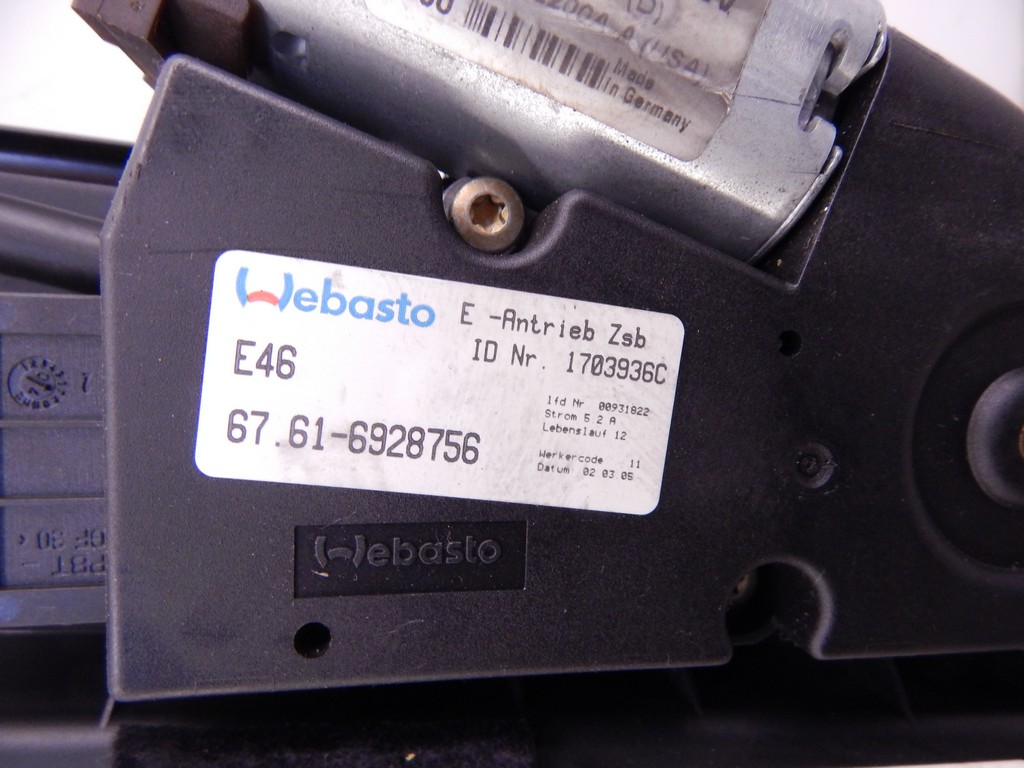 (D)
A (USA)
Made
in Germany
Webasto
E -Antrieb Zsb
ID Nr. 1703936C
E46
67.61-6928756
lfd Nr 00931822
Strom 5 2 A
Lebenslauf 12
Werkercode 11
Datum 02 03 05
Webasto